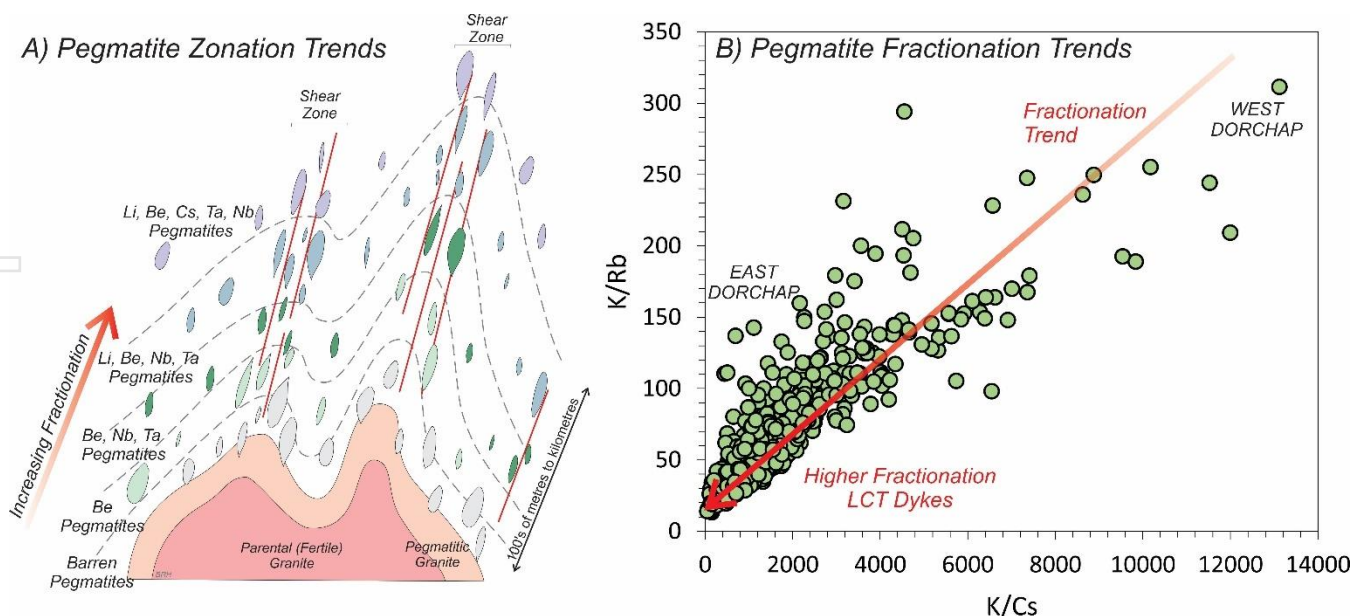 A) Pegmatite Zonation Trends
Shear
Zone
Shear
Zone
Li, Be, Cs, Ta, Nb
Pegmatites
Increasing Fractionation
Li, Be, Nb, Ta
Pegmatites
Be, Nb, Ta
Pegmatites
Be
Pegmatites
Barren
Pegmatites
BRH
Parental (Fertile)
Granite
Pegmatitic
Granite
100's of metres to kilometres
B) Pegmatite Fractionation Trends
Fractionation
Trend
WEST
DORCHAP
EAST
DORCHAP
Higher Fractionation
LCT Dykes
K/Rb
350
300
250
200
150
100
50
0
0
2000
4000
6000
8000
10000
12000
14000
K/Cs